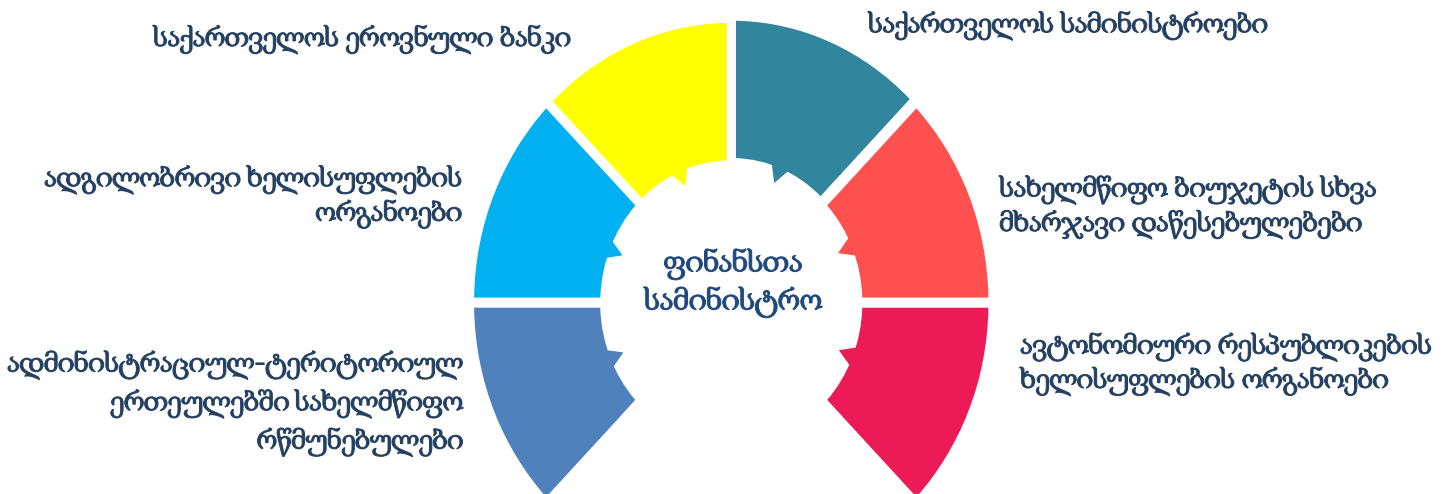 საქართველოს ეროვნული ბანკი
საქართველოს სამინისტროები
ადგილობრივი ხელისუფლების
ორგანოები
სახელმწიფო ბიუჯეტის სხვა
მხარჯავი დაწესებულებები
ფინანსთა
სამინისტრო
ადმინისტრაციულ-ტერიტორიულ
ერთეულებში სახელმწიფო
რწმუნებულები
ავტონომიური რესპუბლიკების
ხელისუფლების ორგანოები